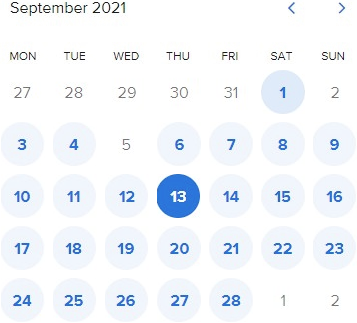 September 2021
MON TUE WED THU FRI SAT SUN
27 28 29 30 31 1 2
3 4 5 6 7 8 9
10 11 12 13 14 15 16
17 18 19 20 21 22 23
24 25 26 27 28 1 2